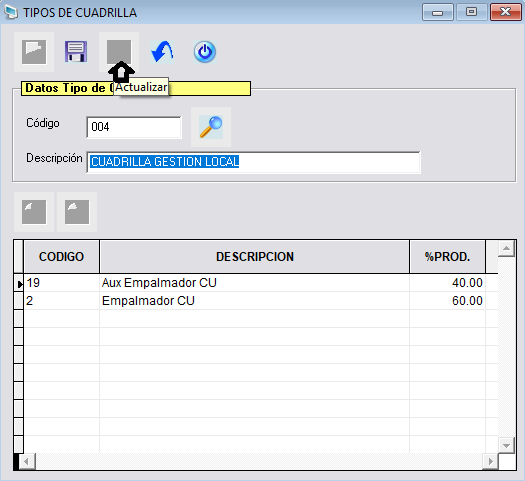 TIPOS DE CUADRILLA
Actualizar
Datos Tipo de
Código
004
Descripción
CUADRILLA GESTION LOCAL
CODIGO DESCRIPCION %PROD.
19 Aux Empalmador CU 40.00
2 Empalmador CU 60.00